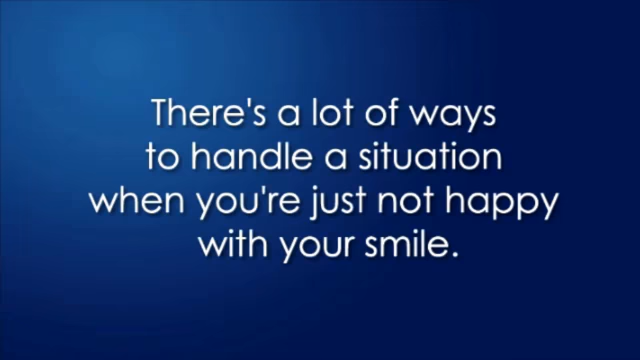 There's a lot of ways
to handle a situation
when you're just not happy
with your smile.